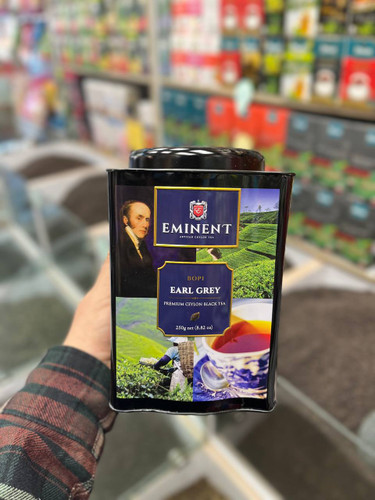 EMINENT
BOP1
EARL GREY
PREMIUM CEYLON BLACK TEA
250g net (8.82 oz)